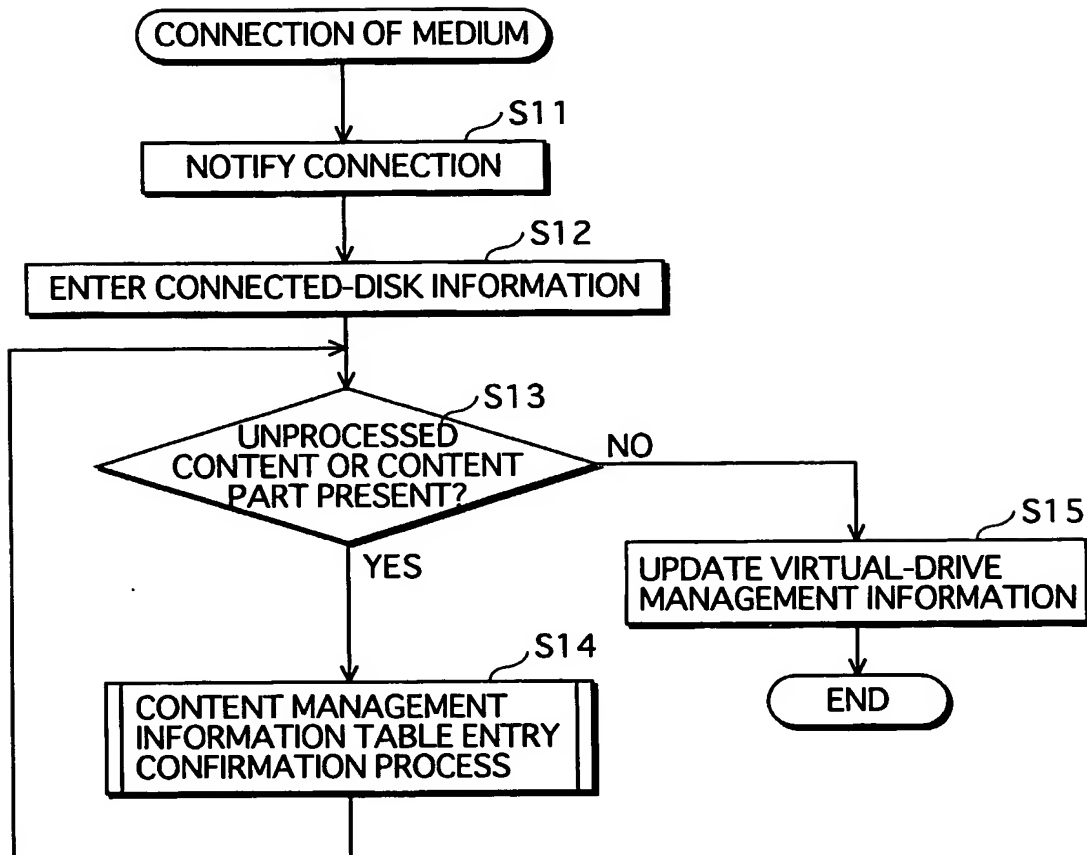 CONNECTION OF MEDIUM
S11
NOTIFY CONNECTION
S12
ENTER CONNECTED-DISK INFORMATION
S13
UNPROCESSED
CONTENT OR CONTENT
PART PRESENT?
NO
YES
S15
UPDATE VIRTUAL-DRIVE
MANAGEMENT INFORMATION
END
S14
CONTENT MANAGEMENT
INFORMATION TABLE ENTRY
CONFIRMATION PROCESS